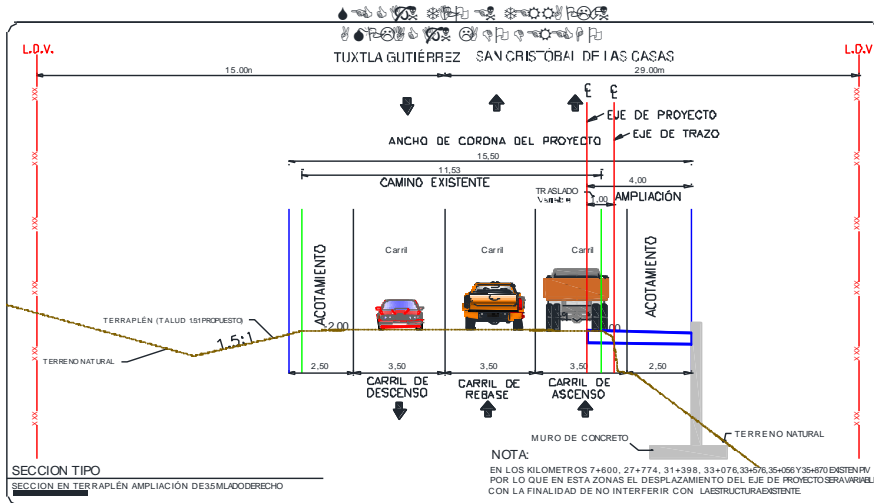 L.D.V.
L.D.V.
TUXTLA GUTIÉRREZ SAN CRISTÓBAL DE LAS CASAS
15.00n
29.00m
EJE DE PROYECTO
EJE DE TRAZO
ANCHO DE CORONA DEL PROYECTO
15,50
11,53
4,00
CAMINO EXISTENTE
TRASLADO
1,00
AMPLIACIÓN
ACOTAMIENTO
Carril
Carril
Carril
ACOTAMIENTO
TERRAPLÉN (TALUD 1.5:1 PROPUESTO)
1.5:1
-2.00
TERRENO NATURAL
2,50
3,50
3,50
3,50
2,50
CARRIL DE DESCENSO
CARRIL DE REBASE
CARRIL DE ASCENSO
MURO DE CONCRETO
TERRENO NATURAL
NOTA:
EN LOS KILOMETROS 7+600, 27+774, 31+398, 33+076,33+576,35+056 Y35+870 EXISTEN PIV
POR LO QUE EN ESTA ZONAS EL DESPLAZAMIENTO DEL EJE DE PROYECTO SERA VARIABLE
CON LA FINALIDAD DE NO INTERFERIR CON LA ESTRUCTURA EXISTENTE.
SECCION TIPO
SECCION EN TERRAPLÉN AMPLIACIÓN DE 3.5 M LADO DERECHO